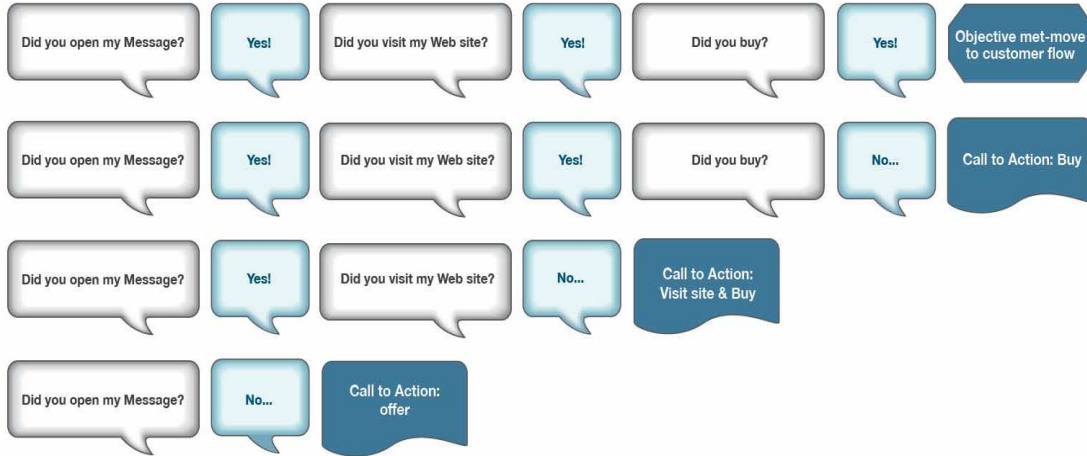 Did you open my Message?
Yes!
Did you visit my Web site?
Yes!
Did you buy?
Yes!
Objective met-move
to customer flow
Did you open my Message?
Yes!
Did you visit my Web site?
Yes!
Did you buy?
No...
Call to Action: Buy
Did you open my Message?
Yes!
Did you visit my Web site?
No...
Call to Action:
Visit site & Buy
Did you open my Message?
No...
Call to Action:
offer